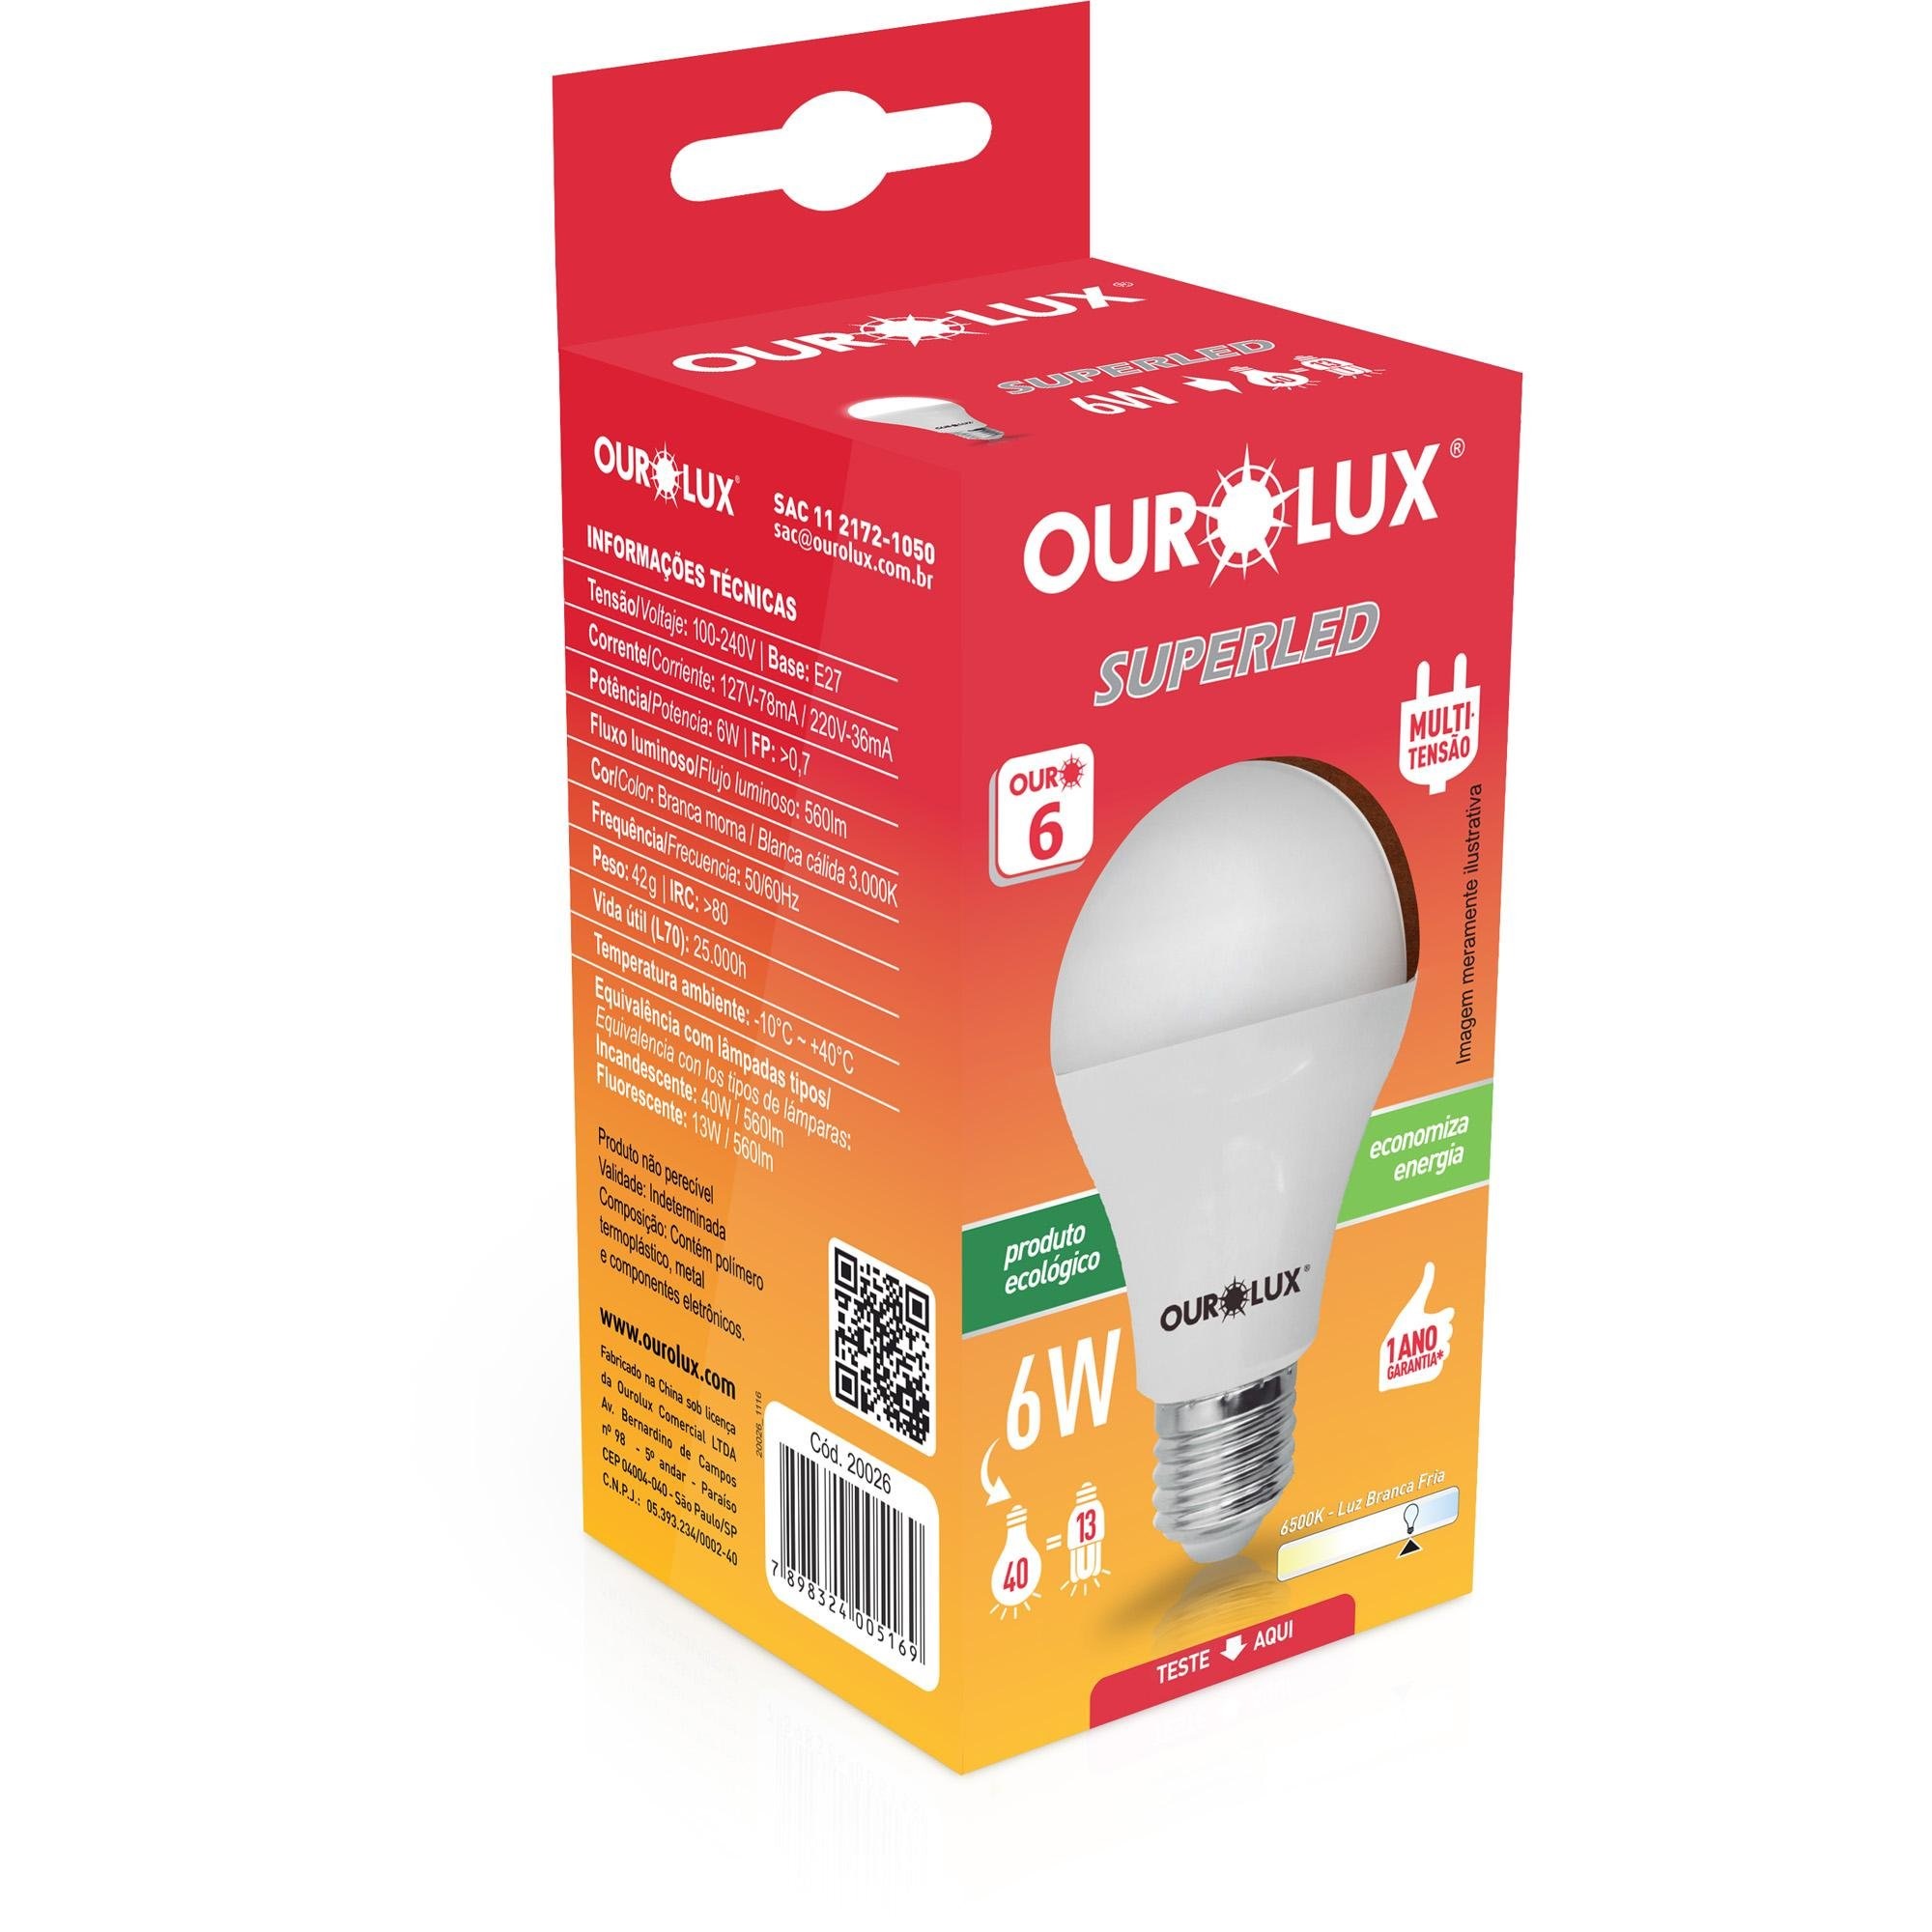 OUROLUX®
SUPERLED
6W
40 = 13
OUROLUX®
SAC 11 2172-1050
sac@ourolux.com.br
INFORMAÇÕES TÉCNICAS
Tensão/Voltaje: 100-240V | Base: E27
Corrente/Corriente: 127V-78mA / 220V-36mA
Potência/Potencia: 6W | FP: >0,7
Fluxo luminoso/Flujo luminoso: 560lm
Cor/Color: Branca morna / Blanca cálida 3.000K
Frequência/Frecuencia: 50/60Hz
Peso: 42g | IRC: >80
Vida útil (L70): 25.000h
Temperatura ambiente: -10°C ~ +40°C
Equivalência com lâmpadas tipos/
Equivalencia con los tipos de lámparas:
Incandescente: 40W / 560lm
Fluorescente: 13W / 560lm
Produto não perecível
Validade: Indeterminada
Composição: Contém polímero
termoplástico, metal
e componentes eletrônicos.
www.ourolux.com
Fabricado na China sob licença
da Ourolux Comercial LTDA
Av. Bernardino de Campos
nº 98 - 5º andar - Paraíso
CEP 04004-040 - São Paulo/SP
C.N.P.J.: 05.393.234/0002-40
20026_1116
Cód. 20026
7 898324 005169
OUROLUX®
SUPERLED
MULTI-
TENSÃO
OURO
6
Imagem meramente ilustrativa
economiza
energia
produto
ecológico
OUROLUX®
6W
40 = 13
1 ANO
GARANTIA*
6500K - Luz Branca Fria
TESTE AQUI